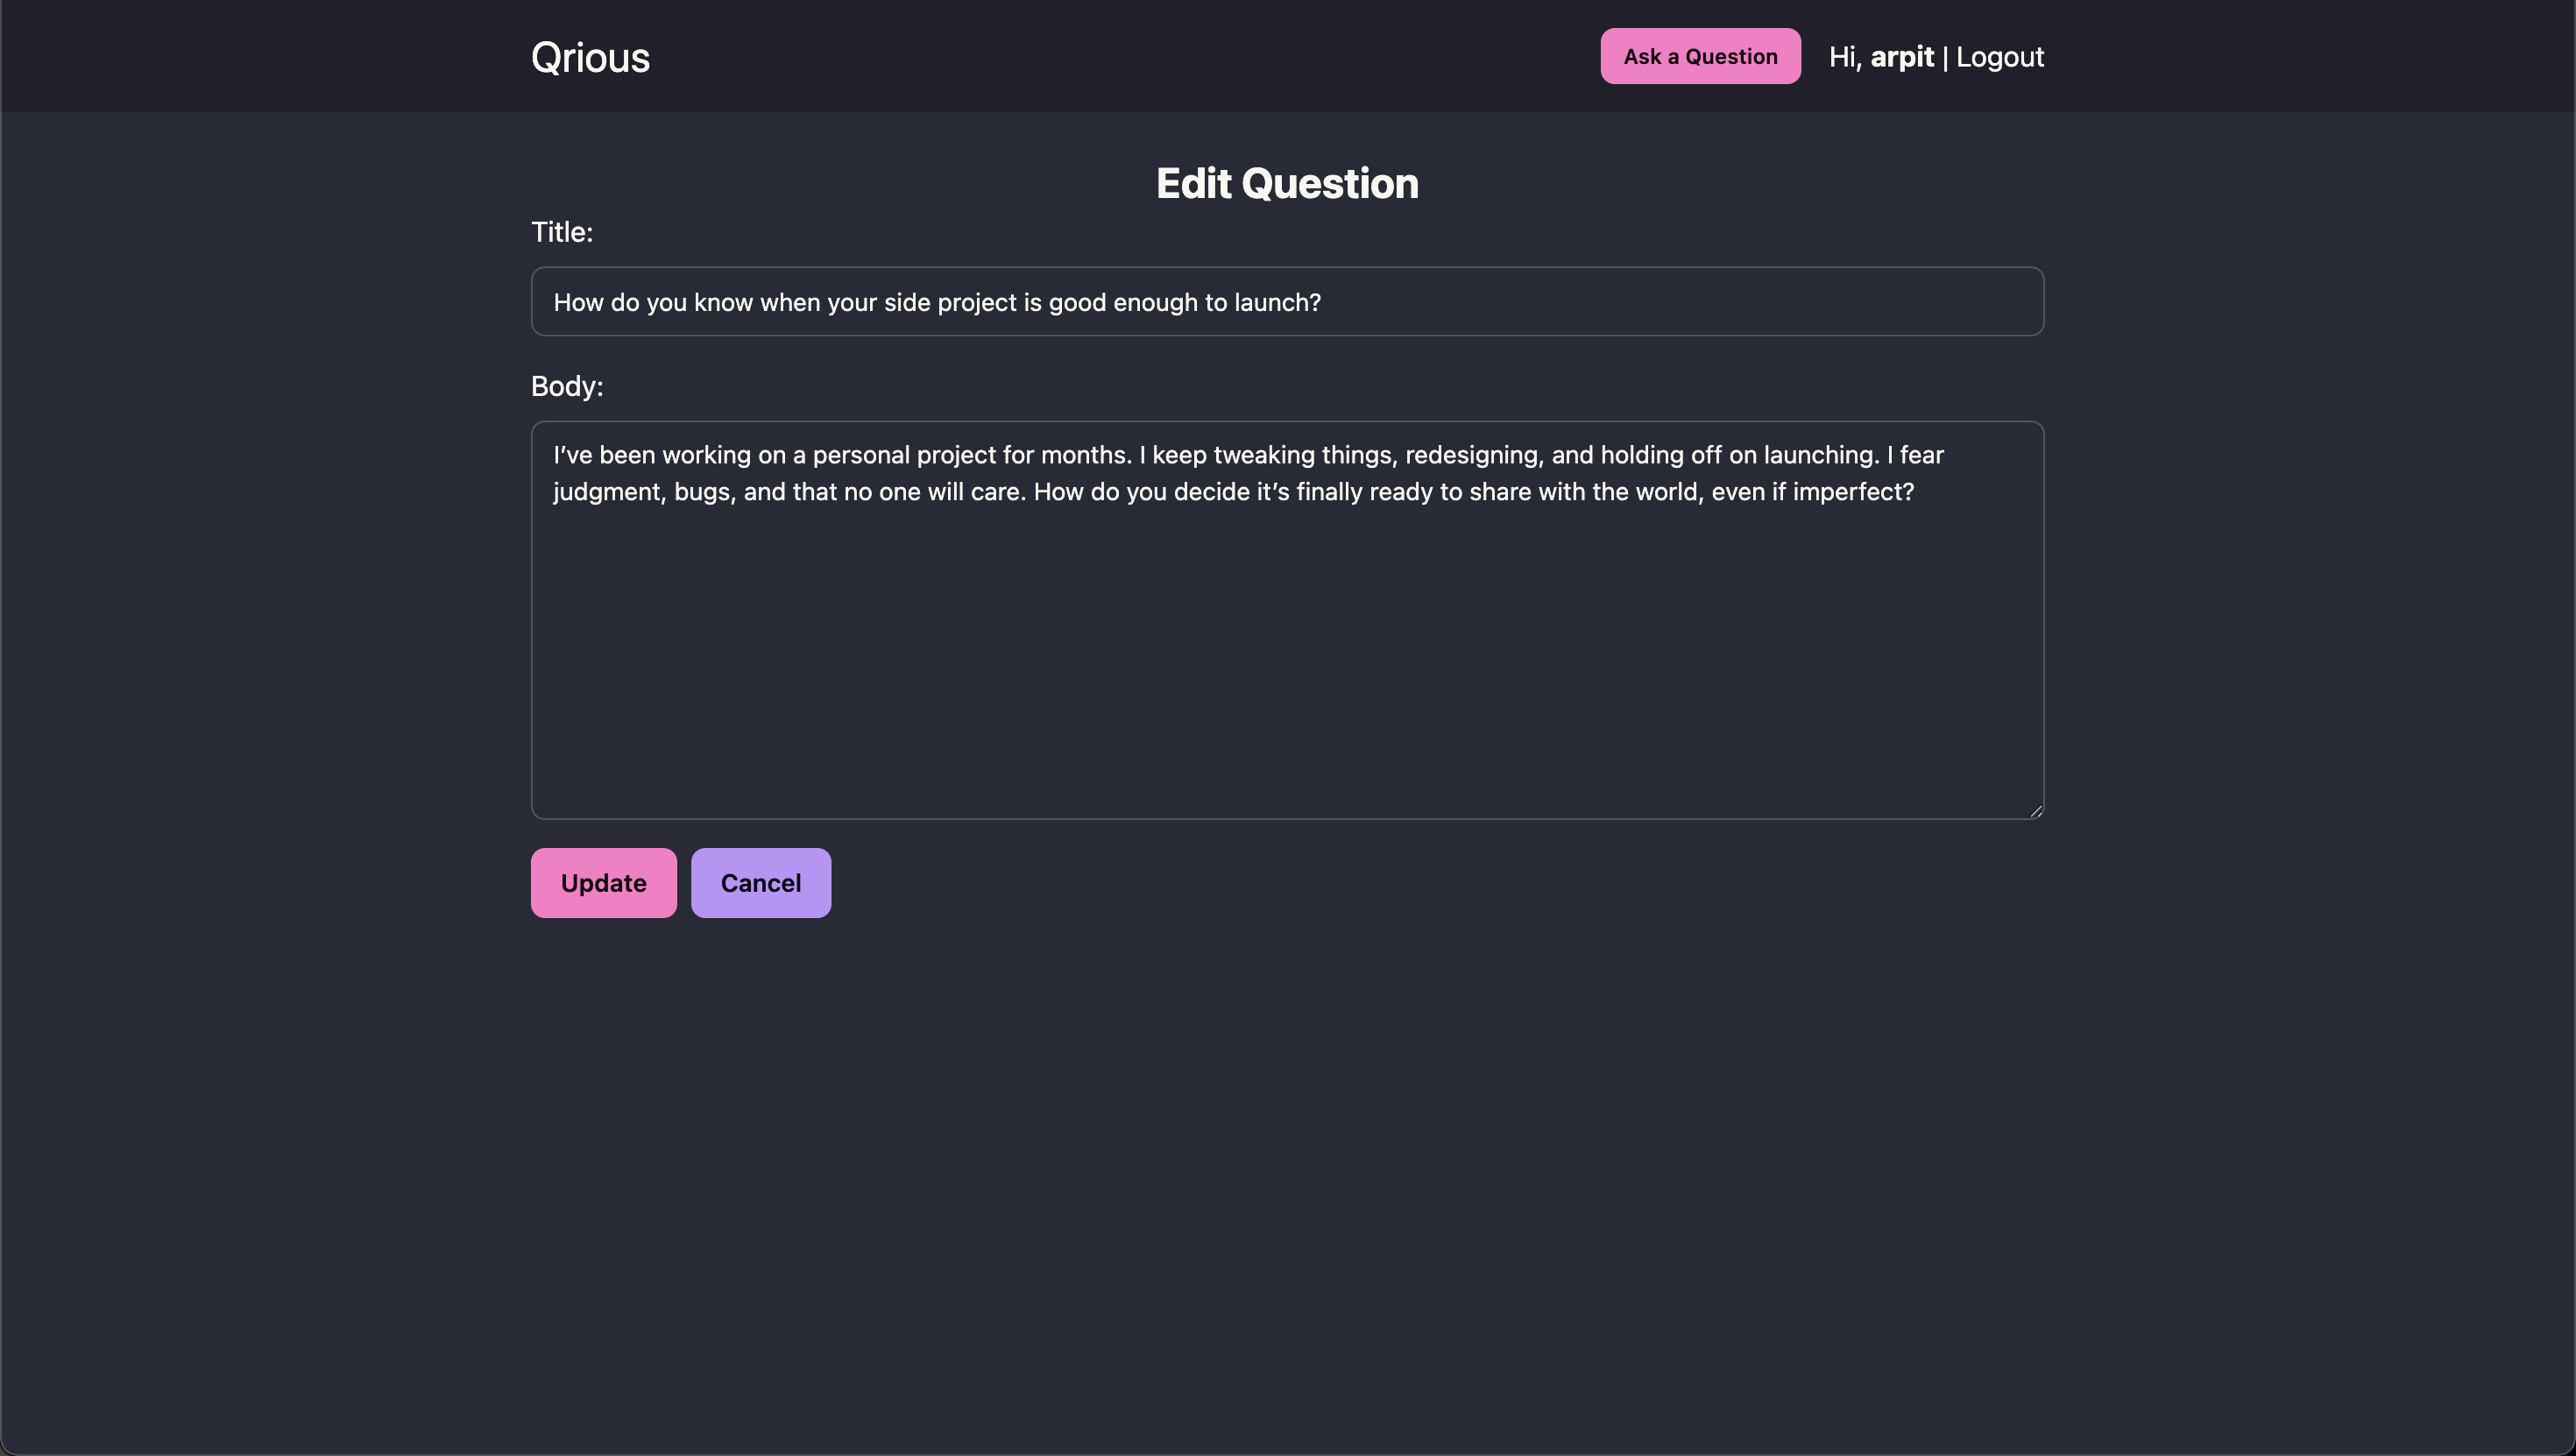 Qrious
Ask a Question
Hi, arpit | Logout
Edit Question
Title:
How do you know when your side project is good enough to launch?
Body:
I’ve been working on a personal project for months. I keep tweaking things, redesigning, and holding off on launching. I fear
judgment, bugs, and that no one will care. How do you decide it’s finally ready to share with the world, even if imperfect?
Update
Cancel